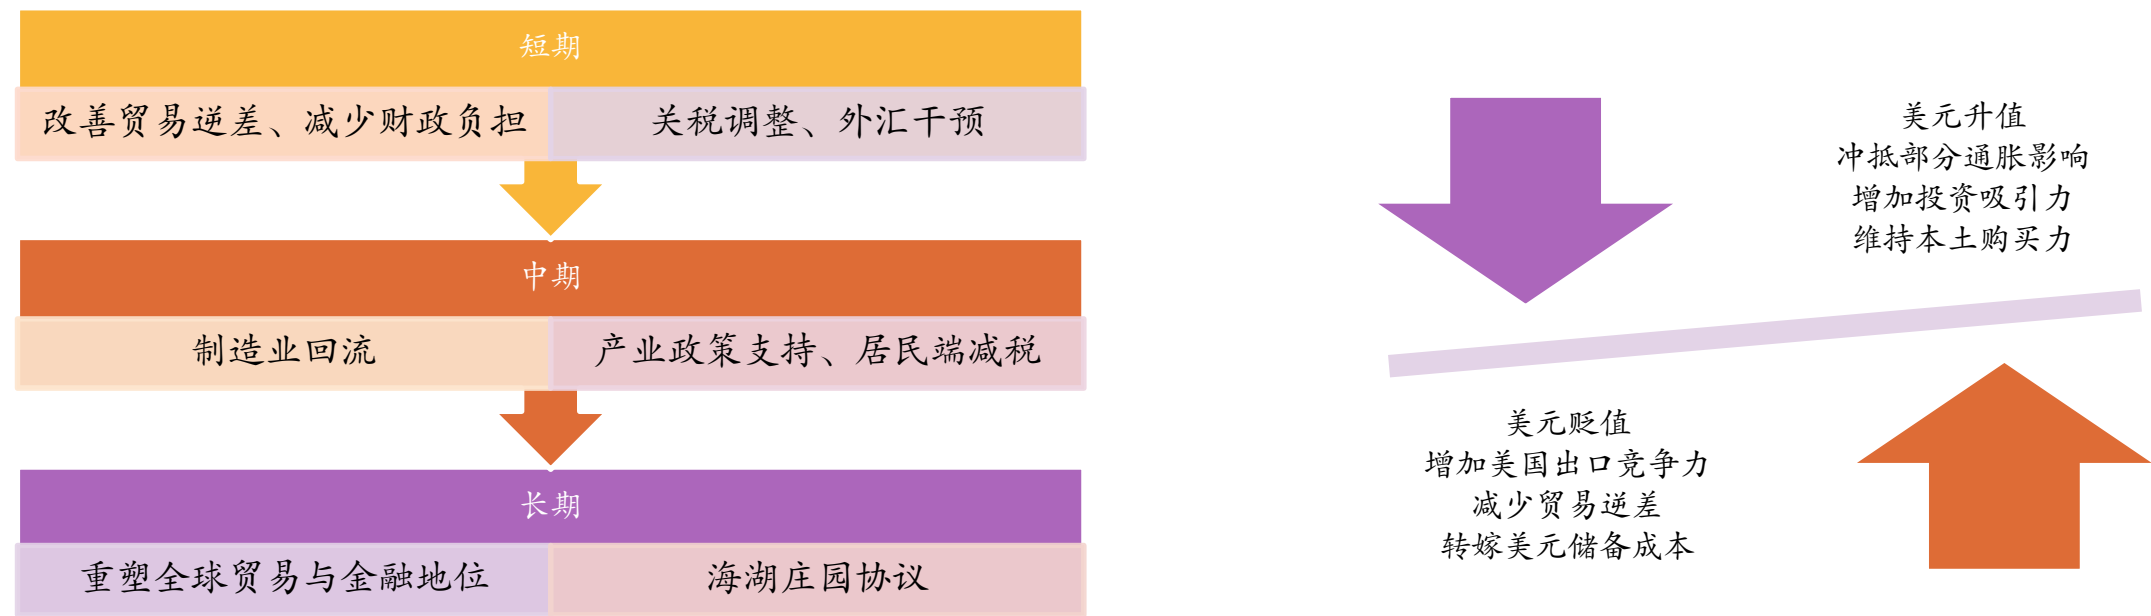 短期
改善贸易逆差、减少财政负担
关税调整、外汇干预
中期
制造业回流
产业政策支持、居民端减税
长期
重塑全球贸易与金融地位
海湖庄园协议
美元升值
冲抵部分通胀影响
增加投资吸引力
维持本土购买力
美元贬值
增加美国出口竞争力
减少贸易逆差
转嫁美元储备成本